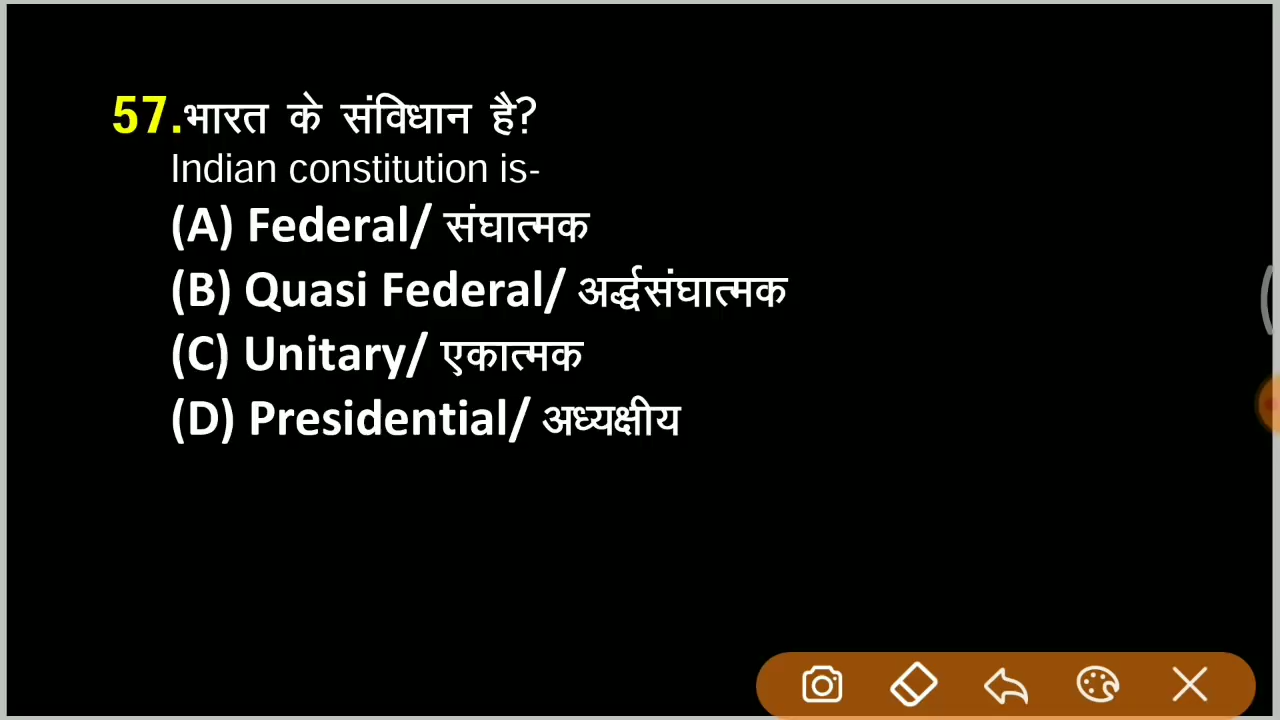 57.भारत के संविधान है?
Indian constitution is-
(A) Federal/ संघात्मक
(B) Quasi Federal/ अर्द्धसंघात्मक
(C) Unitary/ एकात्मक
(D) Presidential/ अध्यक्षीय